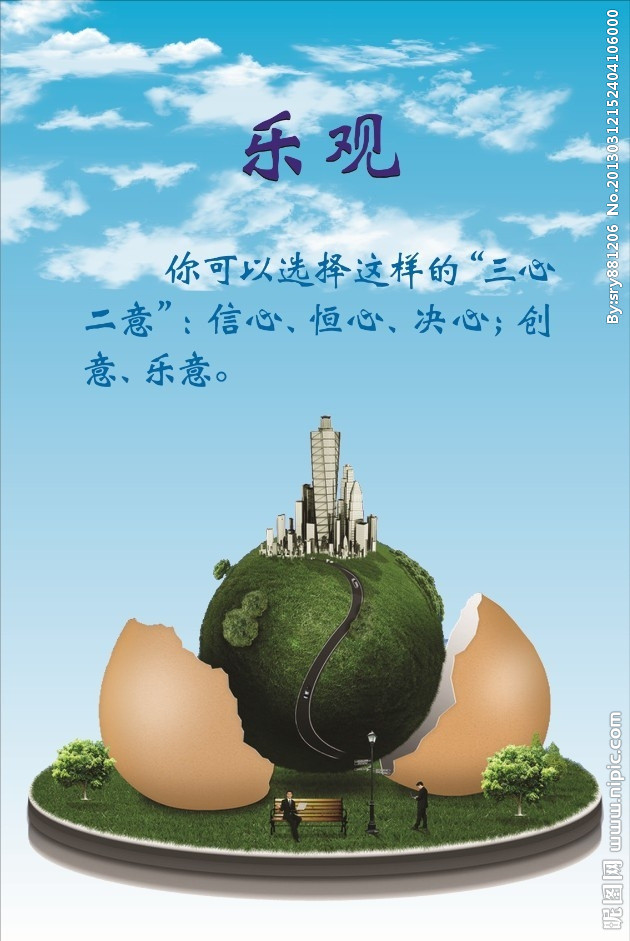 乐观
你可以选择这样的“三心
二意”：信心、恒心、决心；创
意、乐意。
By:sry881206 No.20130312152404106000
昵图网 www.nipic.com